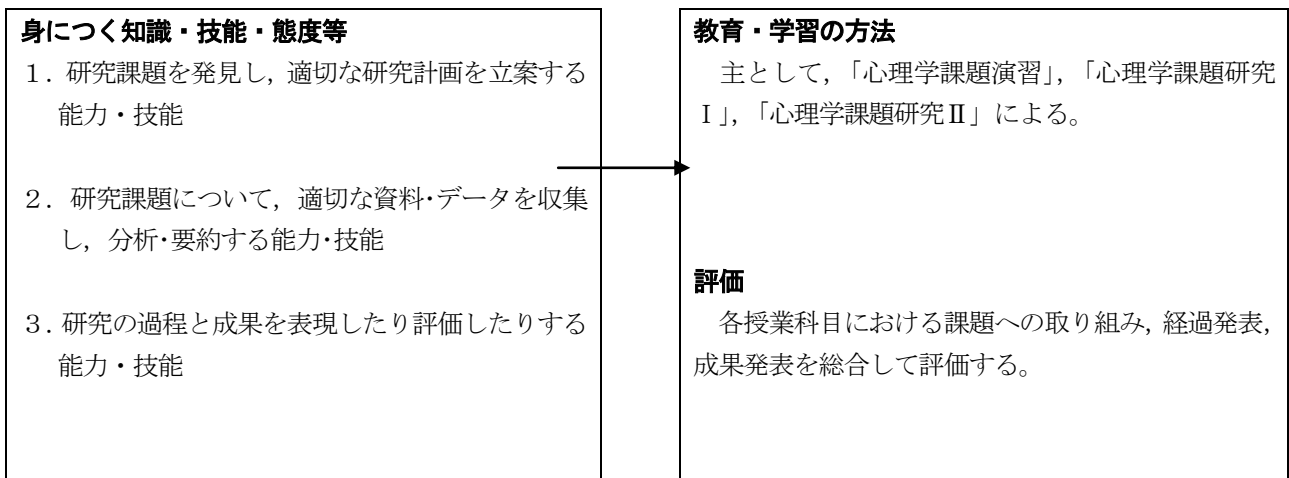 身につく知識・技能・態度等
１. 研究課題を発見し，適切な研究計画を立案する
能力・技能
２. 研究課題について，適切な資料・データを収集
し，分析・要約する能力・技能
３. 研究の過程と成果を表現したり評価したりする
能力・技能
教育・学習の方法
主として，「心理学課題演習」，「心理学課題研究
Ⅰ」，「心理学課題研究Ⅱ」による。
評価
各授業科目における課題への取り組み，経過発表，
成果発表を総合して評価する。